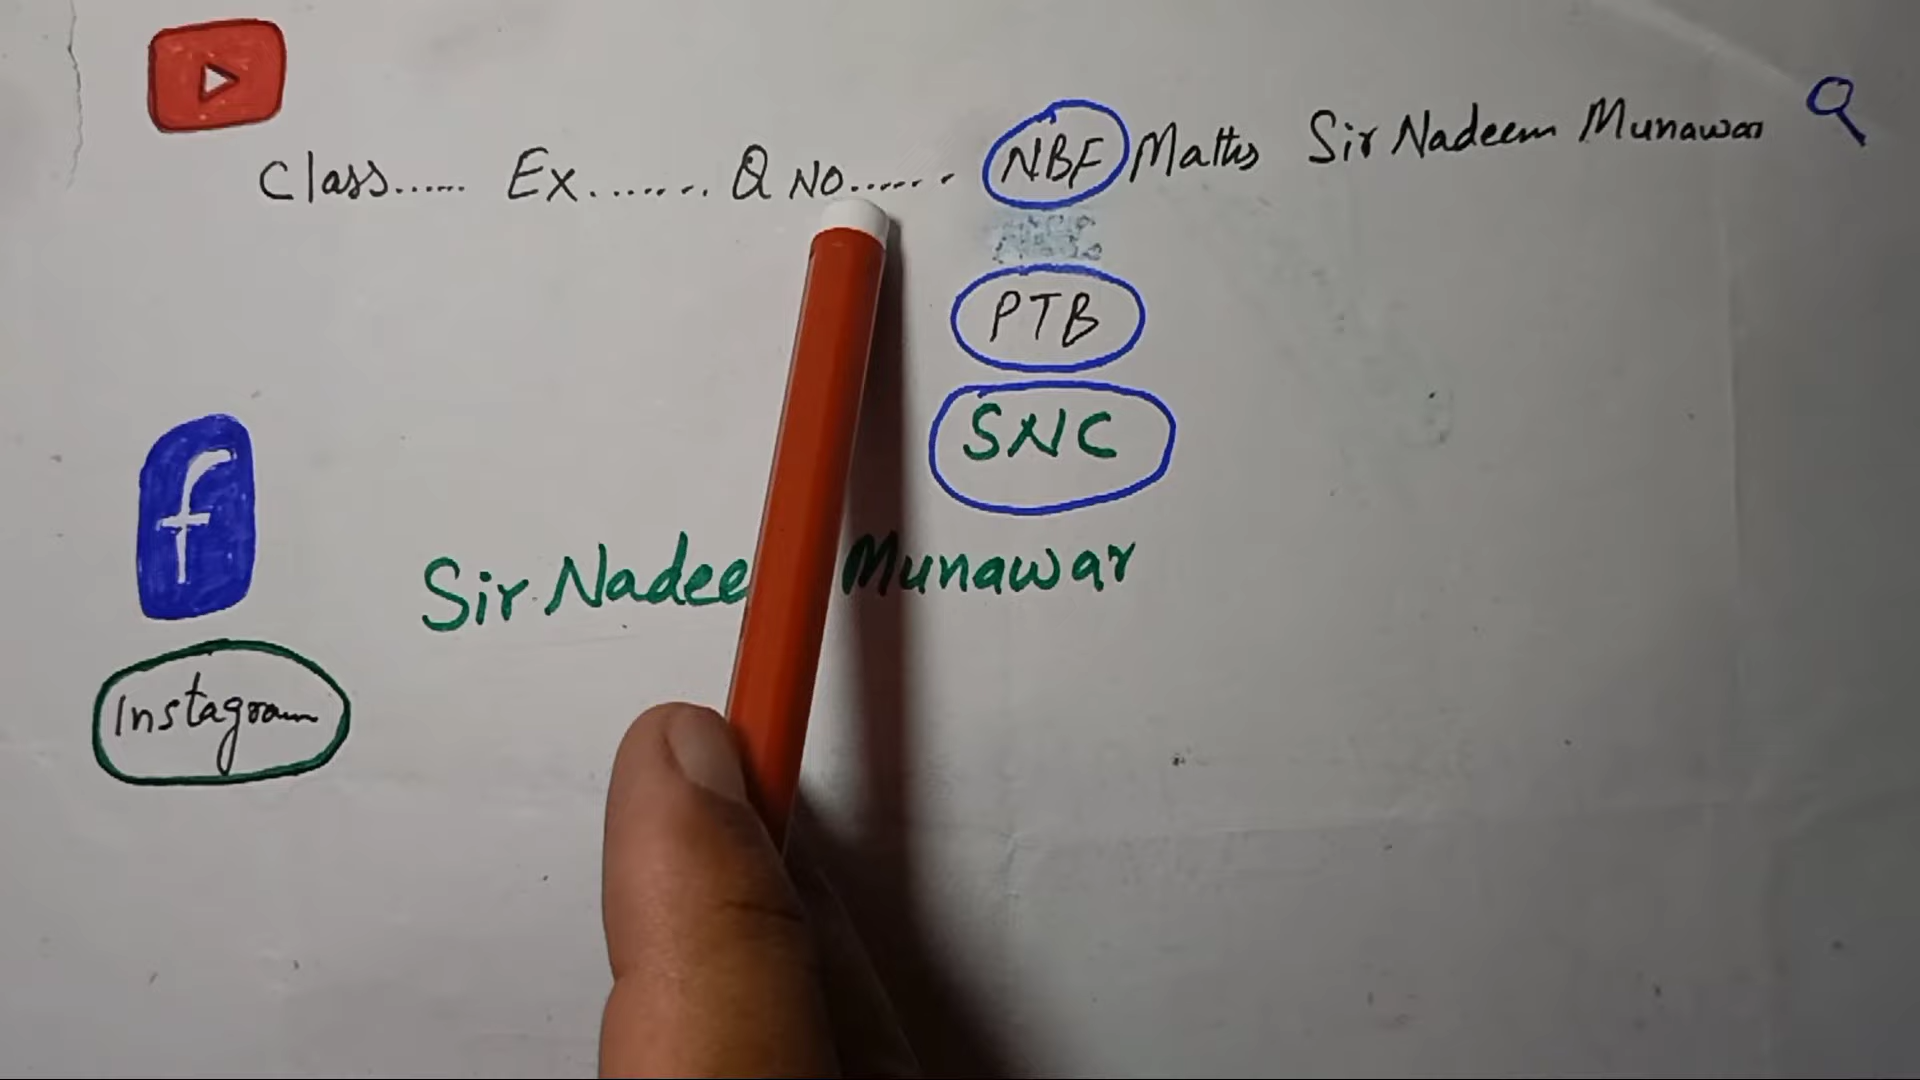 Class...... Ex........ Q NO...... NBF Maths Sir Nadeem Munawar
PTB
SNC
f
Sir Nadee Munawar
Instagram